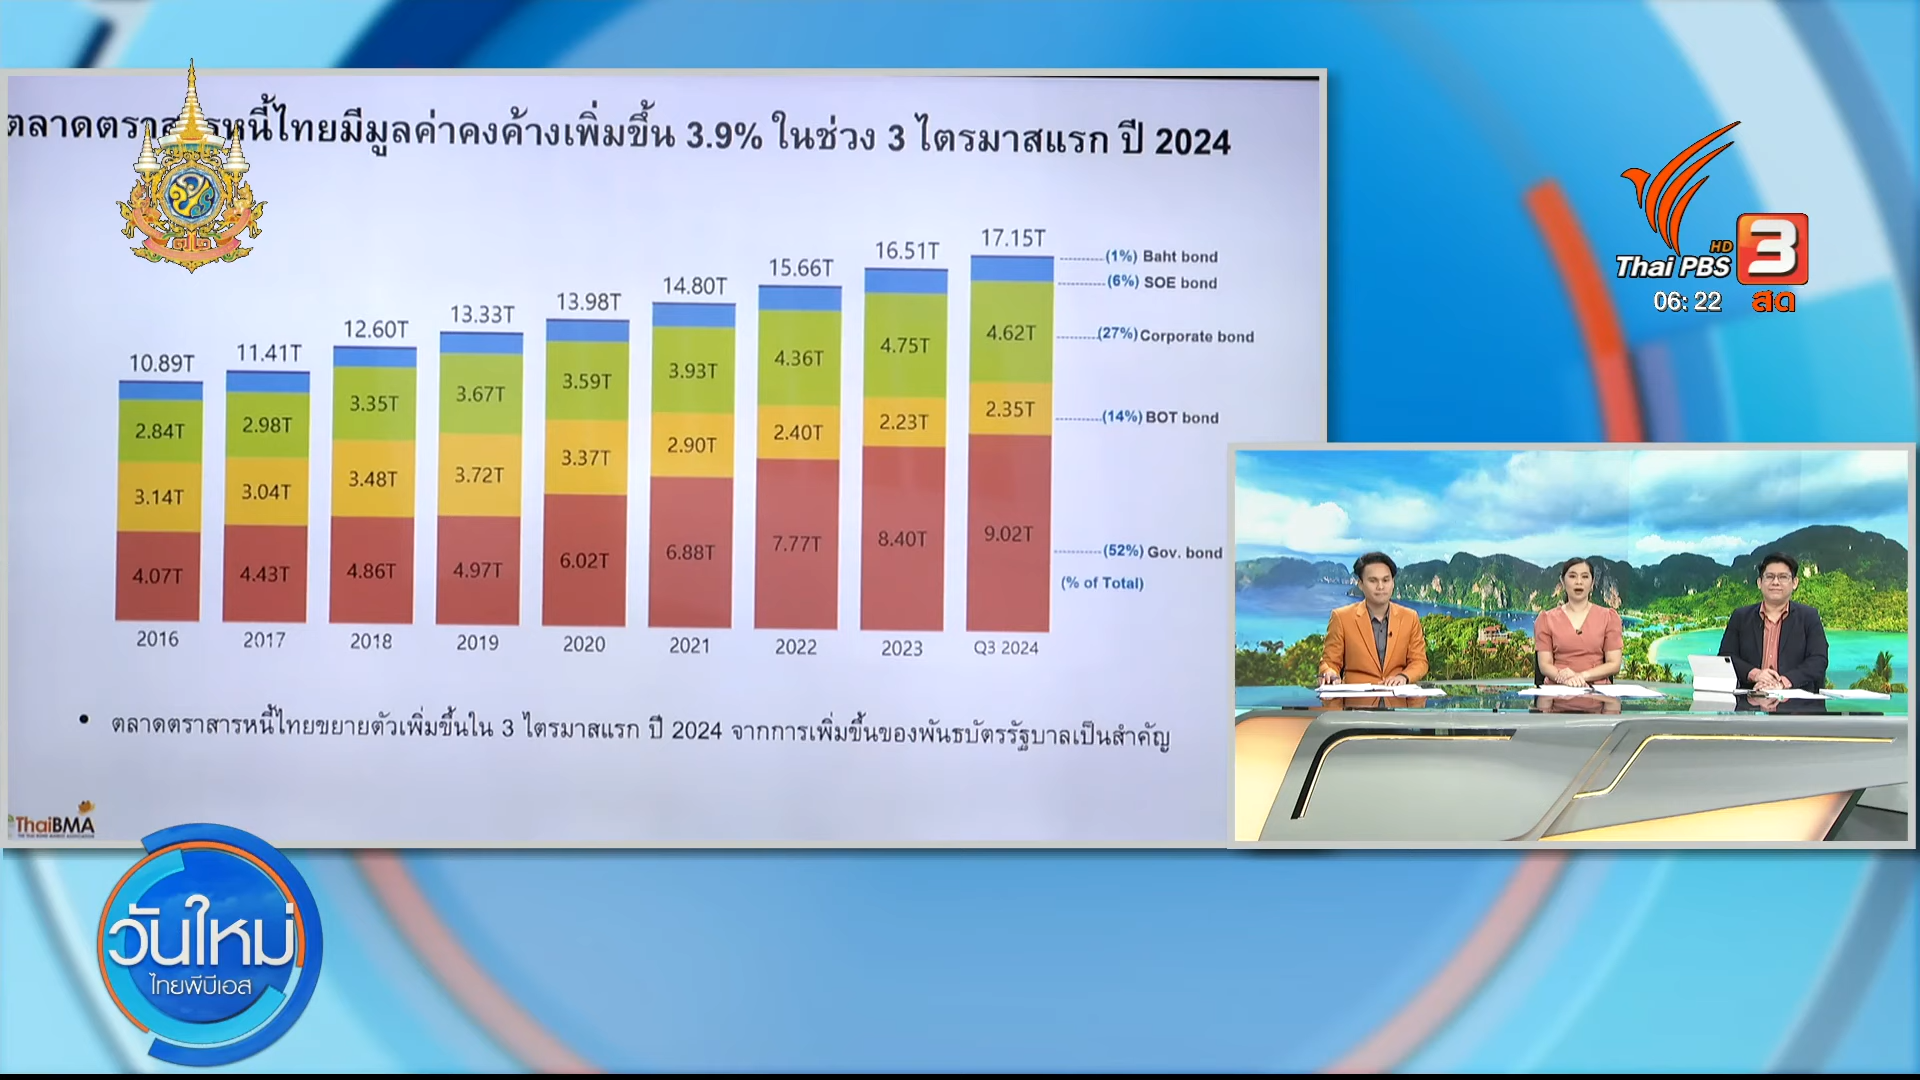 ตลาดตราสารหนี้ไทยมีมูลค่าคงค้างเพิ่มขึ้น 3.9% ในช่วง 3 ไตรมาสแรก ปี 2024
10.89T 11.41T 12.60T 13.33T 13.98T 14.80T 15.66T 16.51T 17.15T
(1%) Baht bond
(6%) SOE bond
2.84T 2.98T 3.35T 3.67T 3.59T 3.93T 4.36T 4.75T 4.62T
(27%) Corporate bond
3.14T 3.04T 3.48T 3.72T 3.37T 2.90T 2.40T 2.23T 2.35T
(14%) BOT bond
4.07T 4.43T 4.86T 4.97T 6.02T 6.88T 7.77T 8.40T 9.02T
(52%) Gov. bond
(% of Total)
2016 2017 2018 2019 2020 2021 2022 2023 Q3 2024
• ตลาดตราสารหนี้ไทยขยายตัวเพิ่มขึ้นใน 3 ไตรมาสแรก ปี 2024 จากการเพิ่มขึ้นของพันธบัตรรัฐบาลเป็นสำคัญ
ThaiBMA
๗๒
Thai PBS HD 3
06:22 สด
วันใหม่
ไทยพีบีเอส